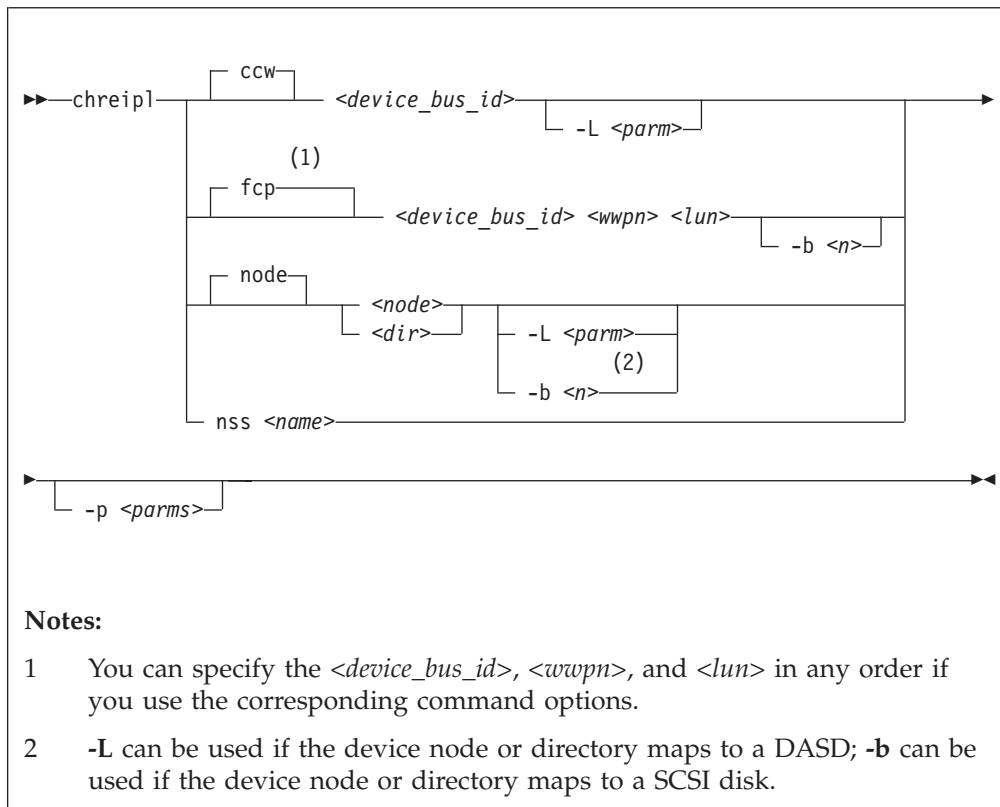 ccw
chreipl <device_bus_id>
-L <parm>
(1)
fcp
<device_bus_id> <wwpn> <lun>
-b <n>
node
<node>
<dir>
-L <parm>
(2)
-b <n>
nss <name>
-p <parms>
Notes:
1 You can specify the <device_bus_id>, <wwpn>, and <lun> in any order if
you use the corresponding command options.
2 -L can be used if the device node or directory maps to a DASD; -b can be
used if the device node or directory maps to a SCSI disk.